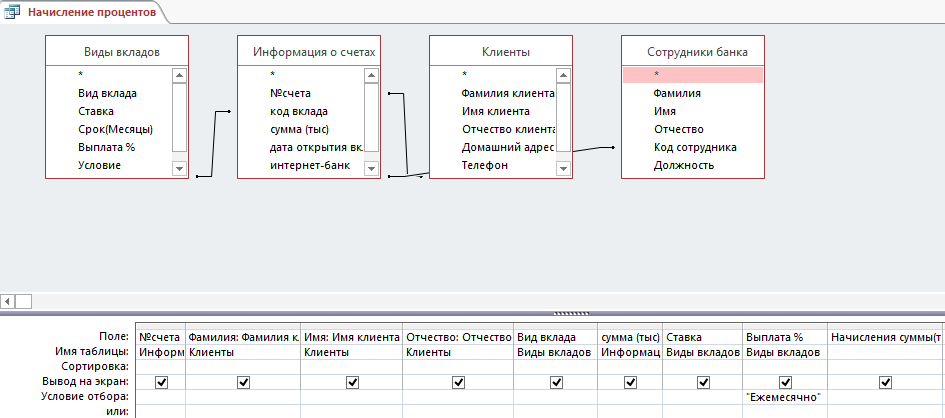 Начисление процентов
Виды вкладов
*
Вид вклада
Ставка
Срок(Месяцы)
Выплата %
Условие
Информация о счетах
*
№счета
код вклада
сумма (тыс)
дата открытия вк
интернет-банк
Клиенты
*
Фамилия клиента
Имя клиента
Отчество клиента
Домашний адрес
Телефон
Сотрудники банка
*
Фамилия
Имя
Отчество
Код сотрудника
Должность
Поле: №счета Фамилия: Фамилия к Имя: Имя клиента Отчество: Отчество Вид вклада сумма (тыс) Ставка Выплата % Начисления суммы(т
Имя таблицы: Информ Клиенты Клиенты Клиенты Виды вкладов Информац Виды вкладов Виды вкладов
Сортировка:
Вывод на экран:
Условие отбора: "Ежемесячно"
или: